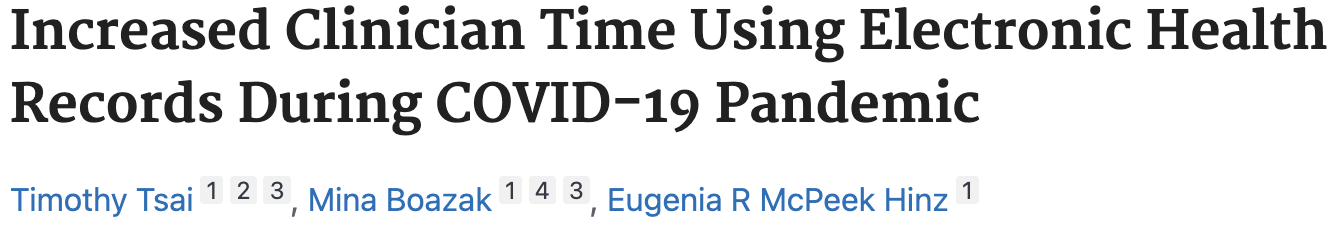 Increased Clinician Time Using Electronic Health
Records During COVID-19 Pandemic
Timothy Tsai 1 2 3, Mina Boazak 1 4 3, Eugenia R McPeek Hinz 1